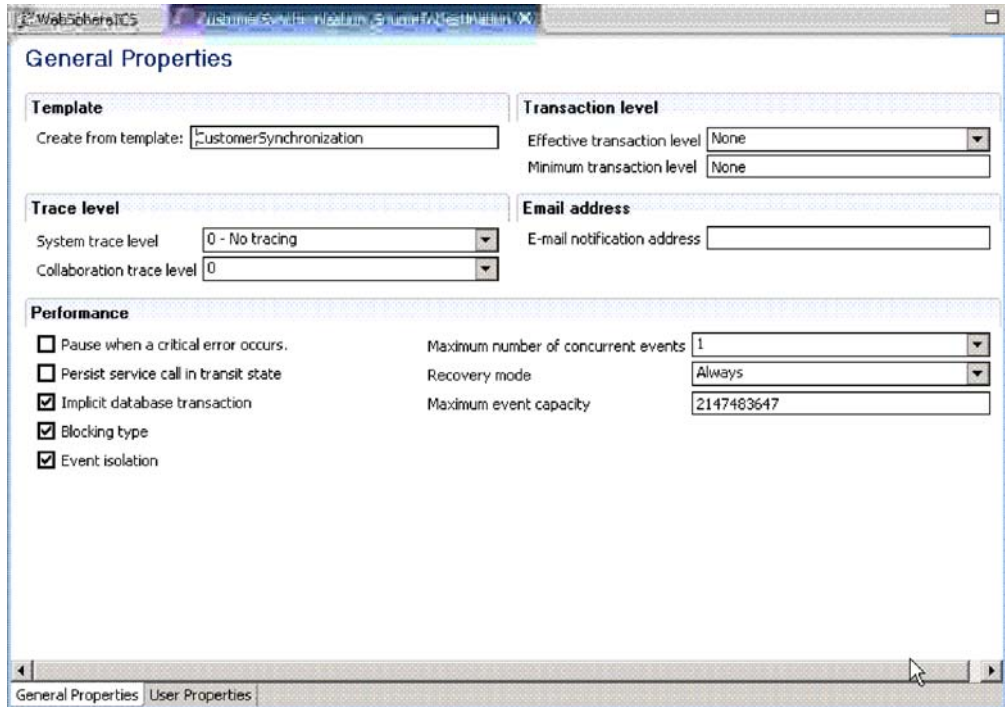 WebSphereICS
General Properties
Template
Create from template: CustomerSynchronization
Transaction level
Effective transaction level None
Minimum transaction level None
Trace level
System trace level 0 - No tracing
Collaboration trace level 0
Email address
E-mail notification address
Performance
Pause when a critical error occurs.
Persist service call in transit state
Implicit database transaction
Blocking type
Event isolation
Maximum number of concurrent events 1
Recovery mode Always
Maximum event capacity 2147483647
General Properties User Properties